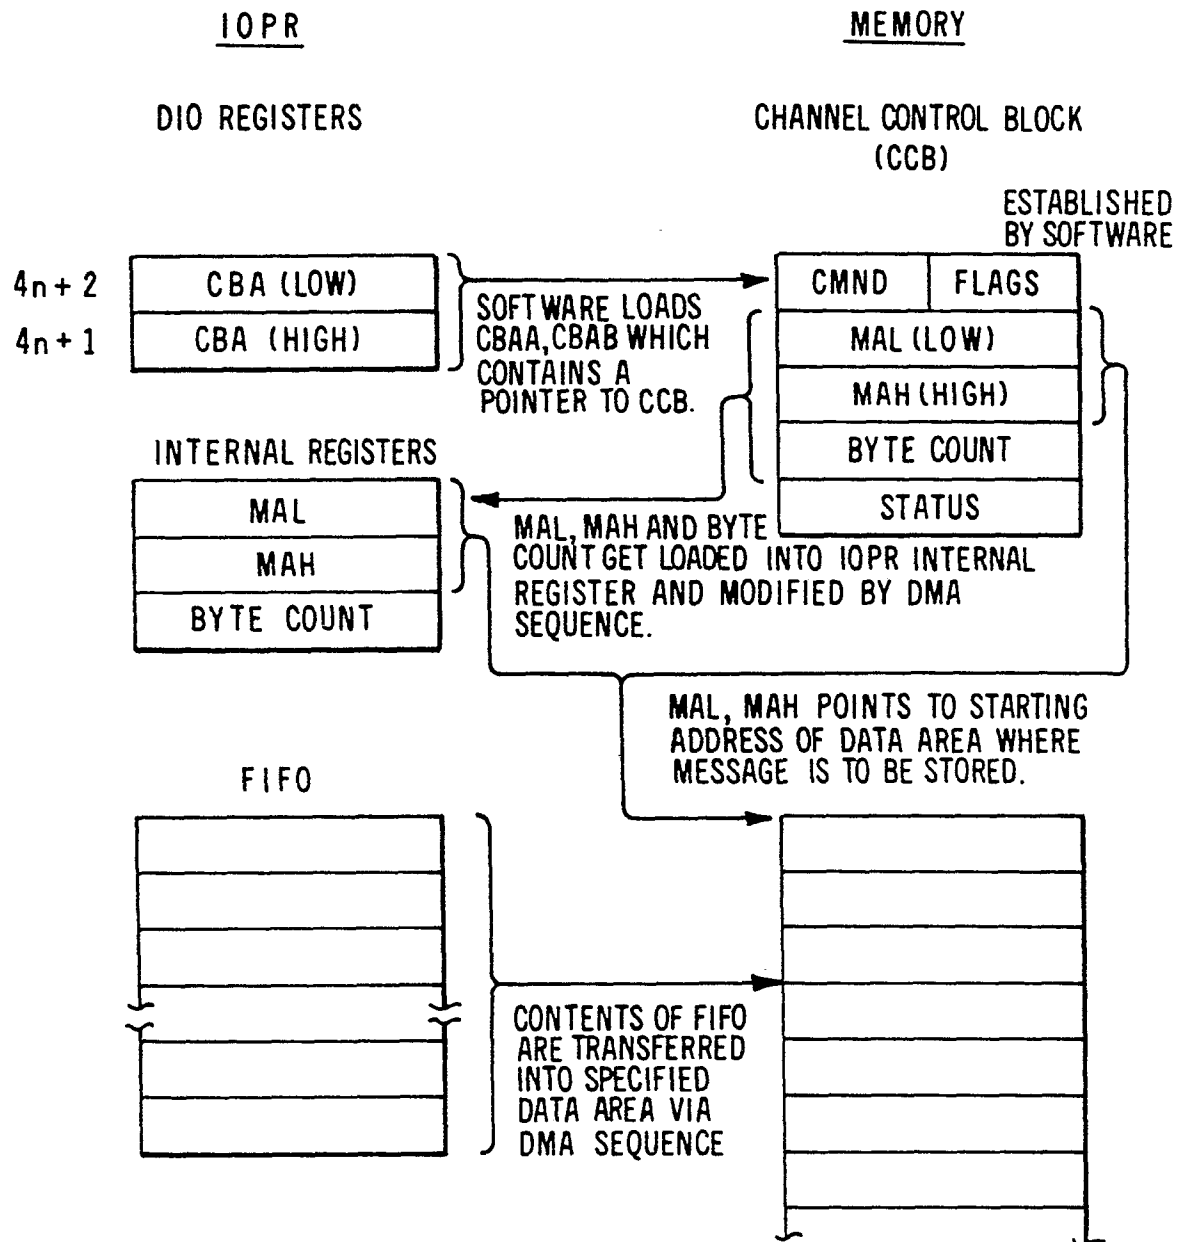 IOPR
MEMORY
DIO REGISTERS
CHANNEL CONTROL BLOCK
(CCB)
ESTABLISHED
BY SOFTWARE
4n+2
CBA (LOW)
4n+1
CBA (HIGH)
SOFTWARE LOADS
CBAA, CBAB WHICH
CONTAINS A
POINTER TO CCB.
CMND
FLAGS
MAL (LOW)
MAH (HIGH)
BYTE COUNT
STATUS
INTERNAL REGISTERS
MAL
MAH
BYTE COUNT
MAL, MAH AND BYTE
COUNT GET LOADED INTO IOPR INTERNAL
REGISTER AND MODIFIED BY DMA
SEQUENCE.
MAL, MAH POINTS TO STARTING
ADDRESS OF DATA AREA WHERE
MESSAGE IS TO BE STORED.
FIFO
CONTENTS OF FIFO
ARE TRANSFERRED
INTO SPECIFIED
DATA AREA VIA
DMA SEQUENCE